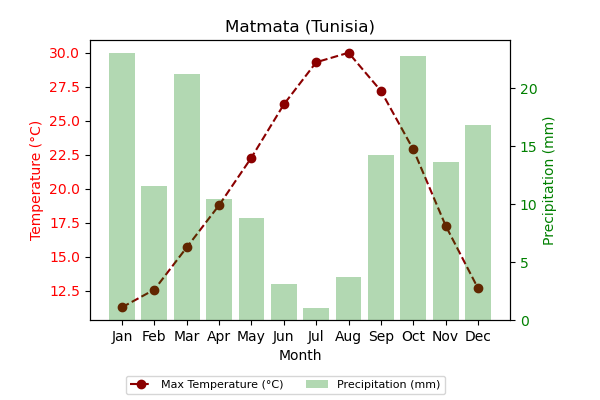 Matmata (Tunisia)
30.0
27.5
25.0
22.5
20.0
17.5
15.0
12.5
Temperature (°C)
20
15
10
5
0
Precipitation (mm)
Jan Feb Mar Apr May Jun Jul Aug Sep Oct Nov Dec
Month
Max Temperature (°C) Precipitation (mm)